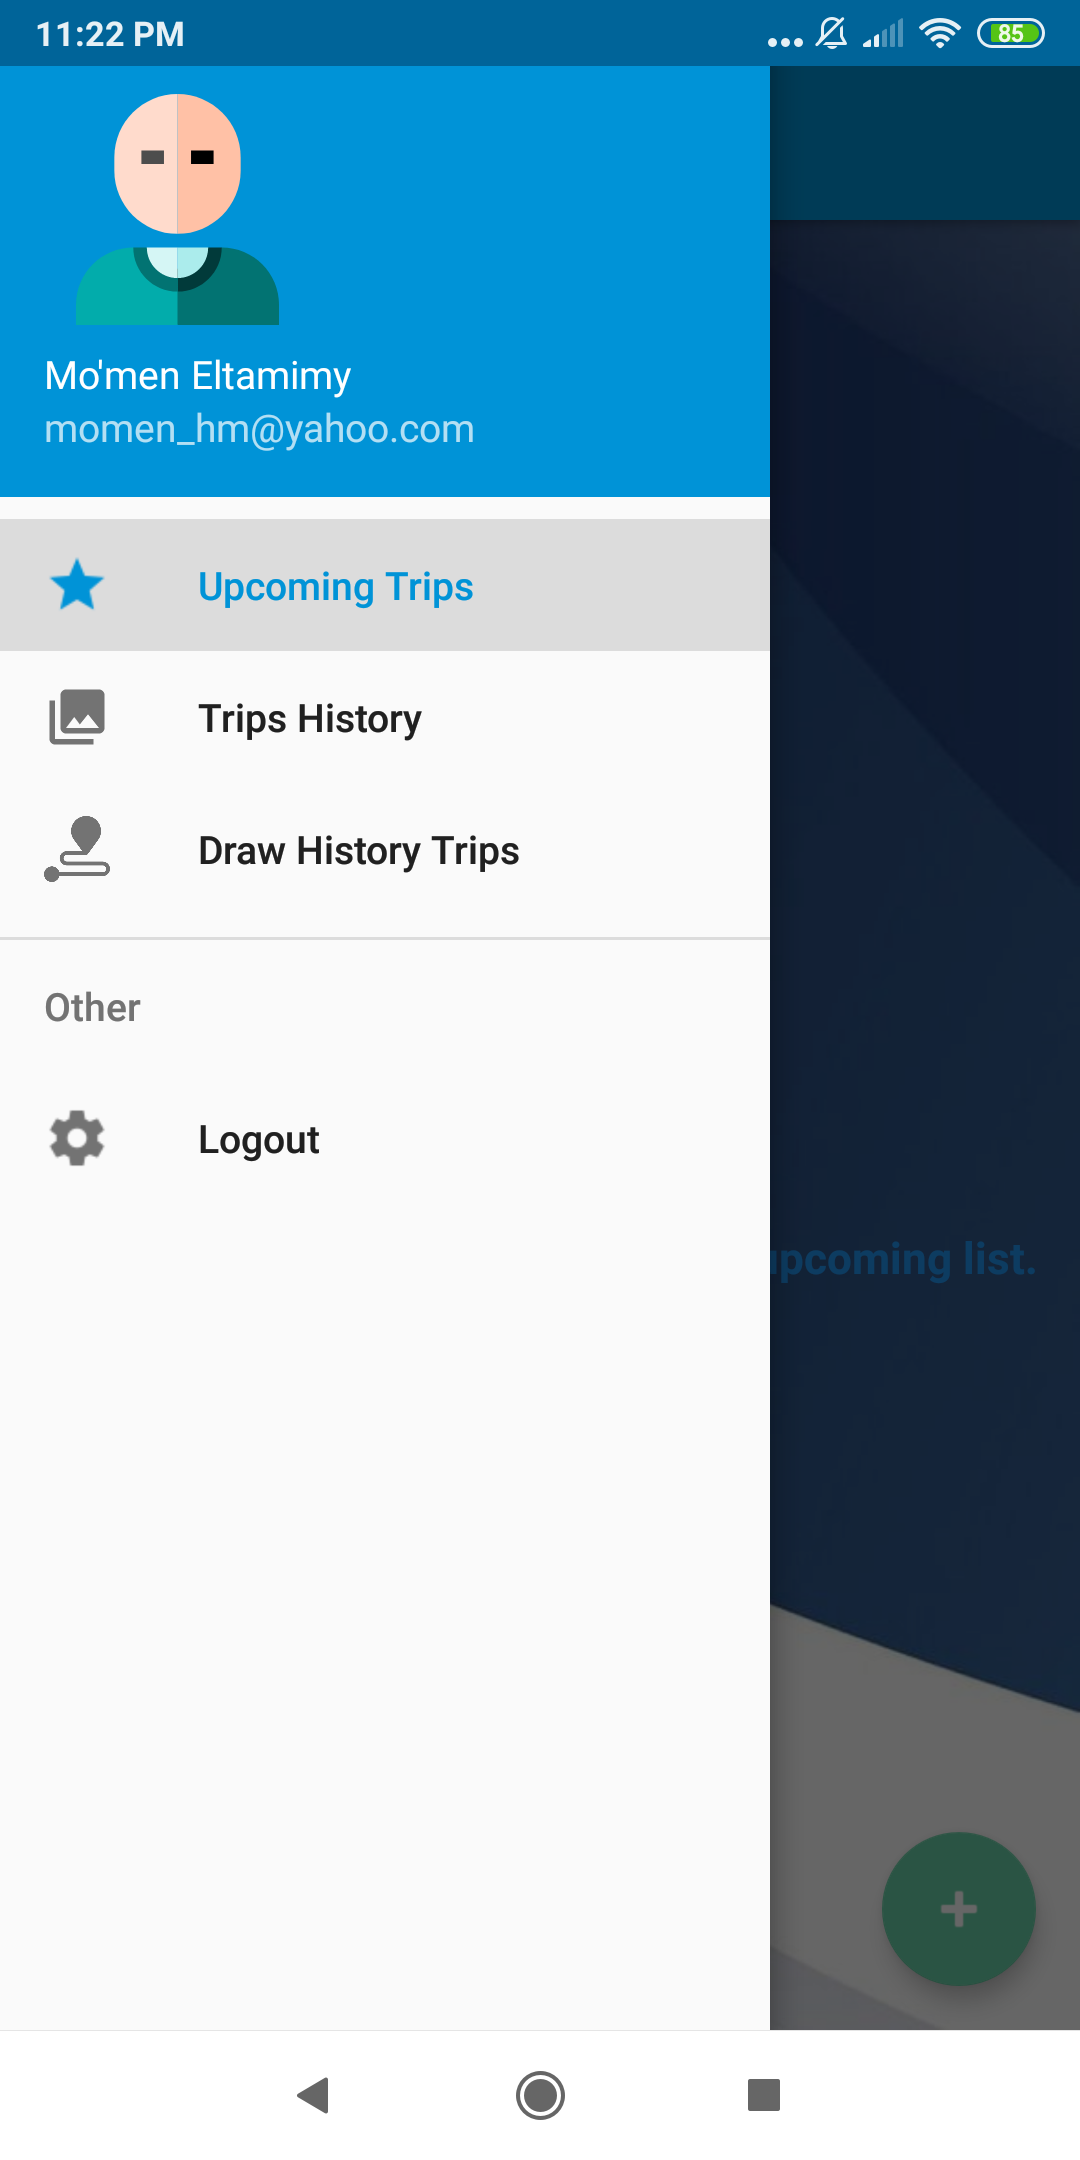 11:22 PM
85
Mo'men Eltamimy
momen_hm@yahoo.com
Upcoming Trips
Trips History
Draw History Trips
Other
Logout
upcoming list.